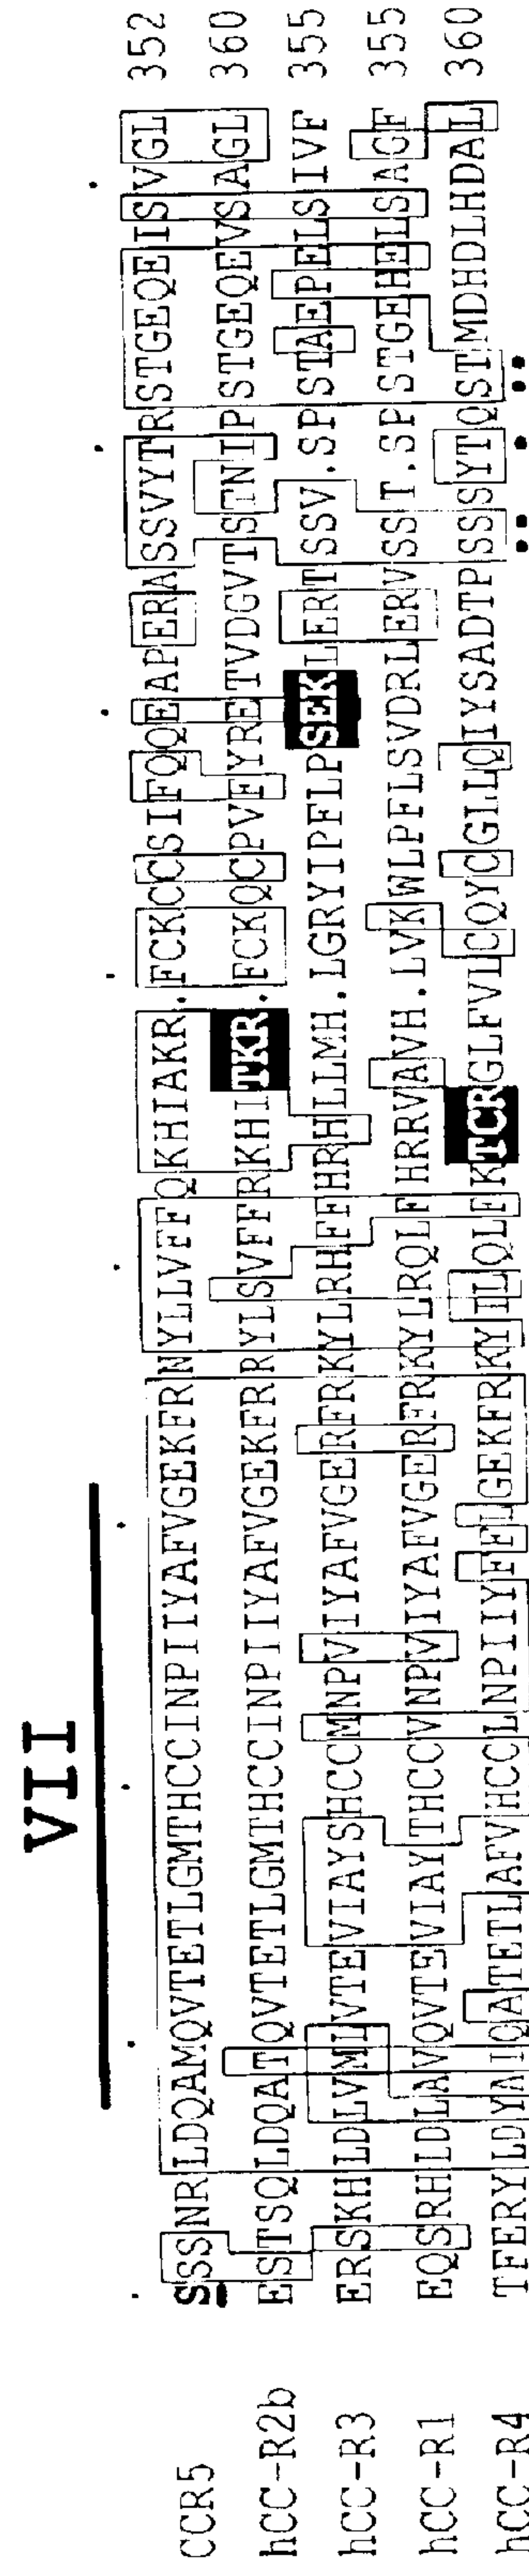 VII
CCR5 SSSNRLDQAMQVTETLGMTHCCINPIIYAFVGEKFRNYLLVFFQKHIAKR.FCKCCSIFQQEAPERASSVYTRSTGEQEISVGL 352
hCC-R2b ESTSQLDQATQVTETLGMTHCCINPIIYAFVGEKFRRYLSVFFRKHITKR.FCKQCPVFYRETVDGVTSTNIPSTGEQEVSAGL 360
hCC-R3 ERSKHLDLVMLVTEVIAYSHCCMNPVIYAFVGERFRKYLRHFFHRHLLMH.LGRYIPFLPSEKLERTSSV.SPSTAEPELSIVF 355
hCC-R1 EQSRHLDLAVQVTEVIAYTHCCVNPVIYAFVGERFRKYLRQLFHRRVAVH.LVKWLPFLSVDRLERVSST.SPSTGEHELSAGF 355
hCC-R4 TFERYLDYAIQATETLAFVHCCLNPIIYFFLGEKFRKYILQLFKTCRGLFVLCQYCGLLQIYSADTPSSSYTQSTMDHDLHDAL 360